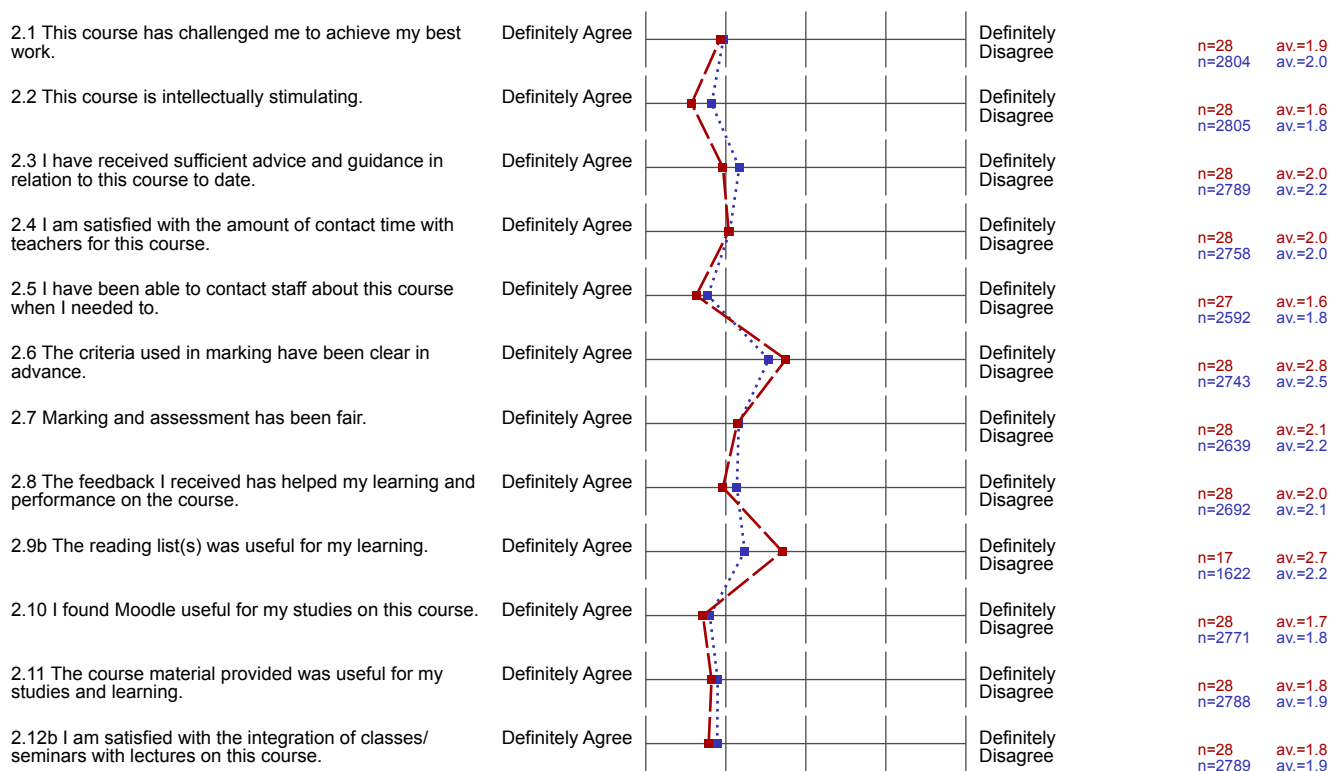 2.1 This course has challenged me to achieve my best
work.
Definitely Agree
Definitely
Disagree
n=28 av.=1.9
n=2804 av.=2.0
2.2 This course is intellectually stimulating.
Definitely Agree
Definitely
Disagree
n=28 av.=1.6
n=2805 av.=1.8
2.3 I have received sufficient advice and guidance in
relation to this course to date.
Definitely Agree
Definitely
Disagree
n=28 av.=2.0
n=2789 av.=2.2
2.4 I am satisfied with the amount of contact time with
teachers for this course.
Definitely Agree
Definitely
Disagree
n=28 av.=2.0
n=2758 av.=2.0
2.5 I have been able to contact staff about this course
when I needed to.
Definitely Agree
Definitely
Disagree
n=27 av.=1.6
n=2592 av.=1.8
2.6 The criteria used in marking have been clear in
advance.
Definitely Agree
Definitely
Disagree
n=28 av.=2.8
n=2743 av.=2.5
2.7 Marking and assessment has been fair.
Definitely Agree
Definitely
Disagree
n=28 av.=2.1
n=2639 av.=2.2
2.8 The feedback I received has helped my learning and
performance on the course.
Definitely Agree
Definitely
Disagree
n=28 av.=2.0
n=2692 av.=2.1
2.9b The reading list(s) was useful for my learning.
Definitely Agree
Definitely
Disagree
n=17 av.=2.7
n=1622 av.=2.2
2.10 I found Moodle useful for my studies on this course.
Definitely Agree
Definitely
Disagree
n=28 av.=1.7
n=2771 av.=1.8
2.11 The course material provided was useful for my
studies and learning.
Definitely Agree
Definitely
Disagree
n=28 av.=1.8
n=2788 av.=1.9
2.12b I am satisfied with the integration of classes/
seminars with lectures on this course.
Definitely Agree
Definitely
Disagree
n=28 av.=1.8
n=2789 av.=1.9